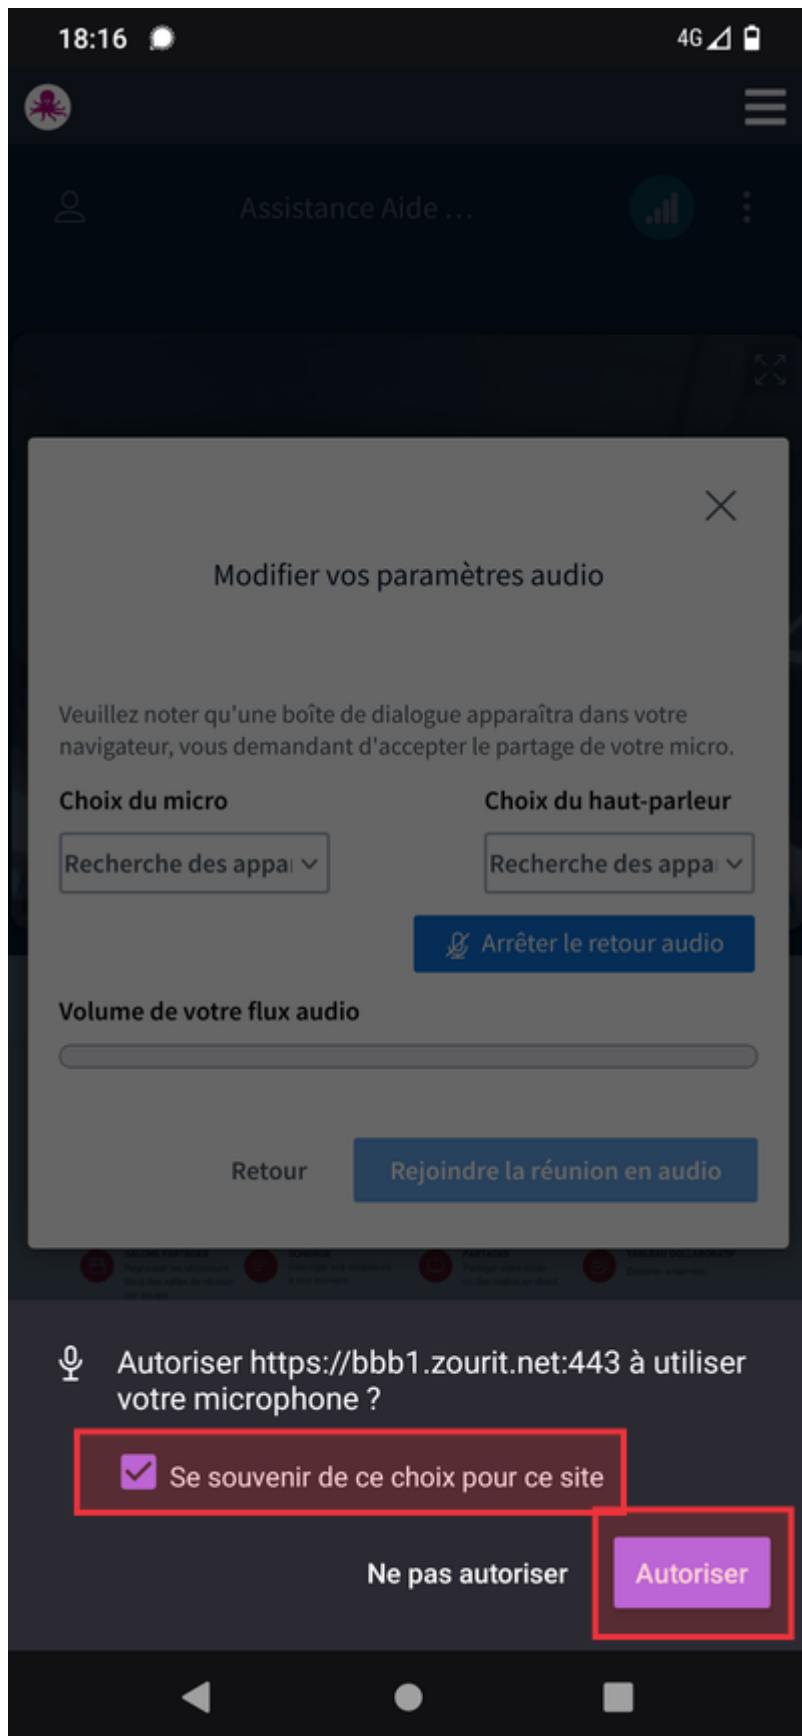 18:16
4G
Assistance Aide ...
Modifier vos paramètres audio
Veuillez noter qu'une boîte de dialogue apparaîtra dans votre
navigateur, vous demandant d'accepter le partage de votre micro.
Choix du micro
Choix du haut-parleur
Recherche des appa
Recherche des appa
Arrêter le retour audio
Volume de votre flux audio
Retour
Rejoindre la réunion en audio
SONDAGE
PARTAGES
TABLEAU COLLABORATIF
Autoriser https://bbb1.zourit.net:443 à utiliser
votre microphone ?
Se souvenir de ce choix pour ce site
Ne pas autoriser
Autoriser